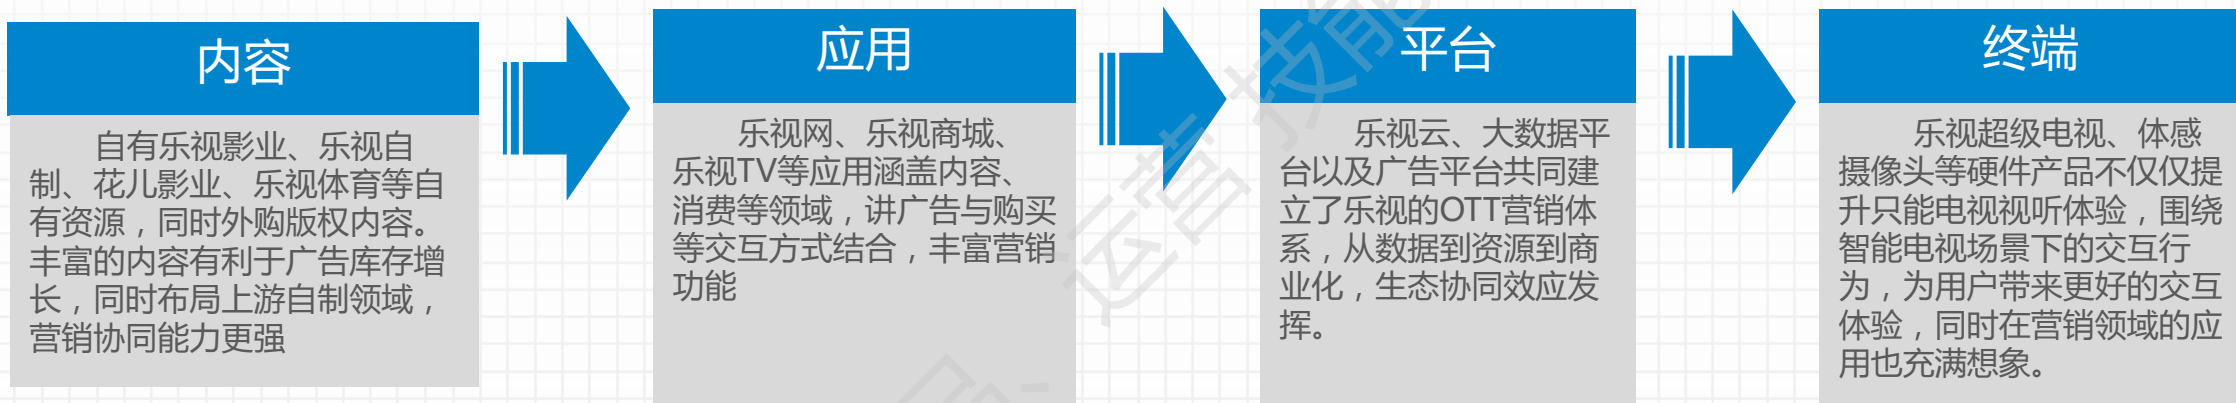 内容
自有乐视影业、乐视自
制、花儿影业、乐视体育等自
有资源，同时外购版权内容。
丰富的内容有利于广告库存增
长，同时布局上游自制领域，
营销协同能力更强
应用
乐视网、乐视商城、
乐视TV等应用涵盖内容、
消费等领域，讲广告与购买
等交互方式结合，丰富营销
功能
平台
乐视云、大数据平
台以及广告平台共同建
立了乐视的OTT营销体
系，从数据到资源到商
业化，生态协同效应发
挥。
终端
乐视超级电视、体感
摄像头等硬件产品不仅仅提
升只能电视视听体验，围绕
智能电视场景下的交互行
为，为用户带来更好的交互
体验，同时在营销领域的应
用也充满想象。
运营 技能